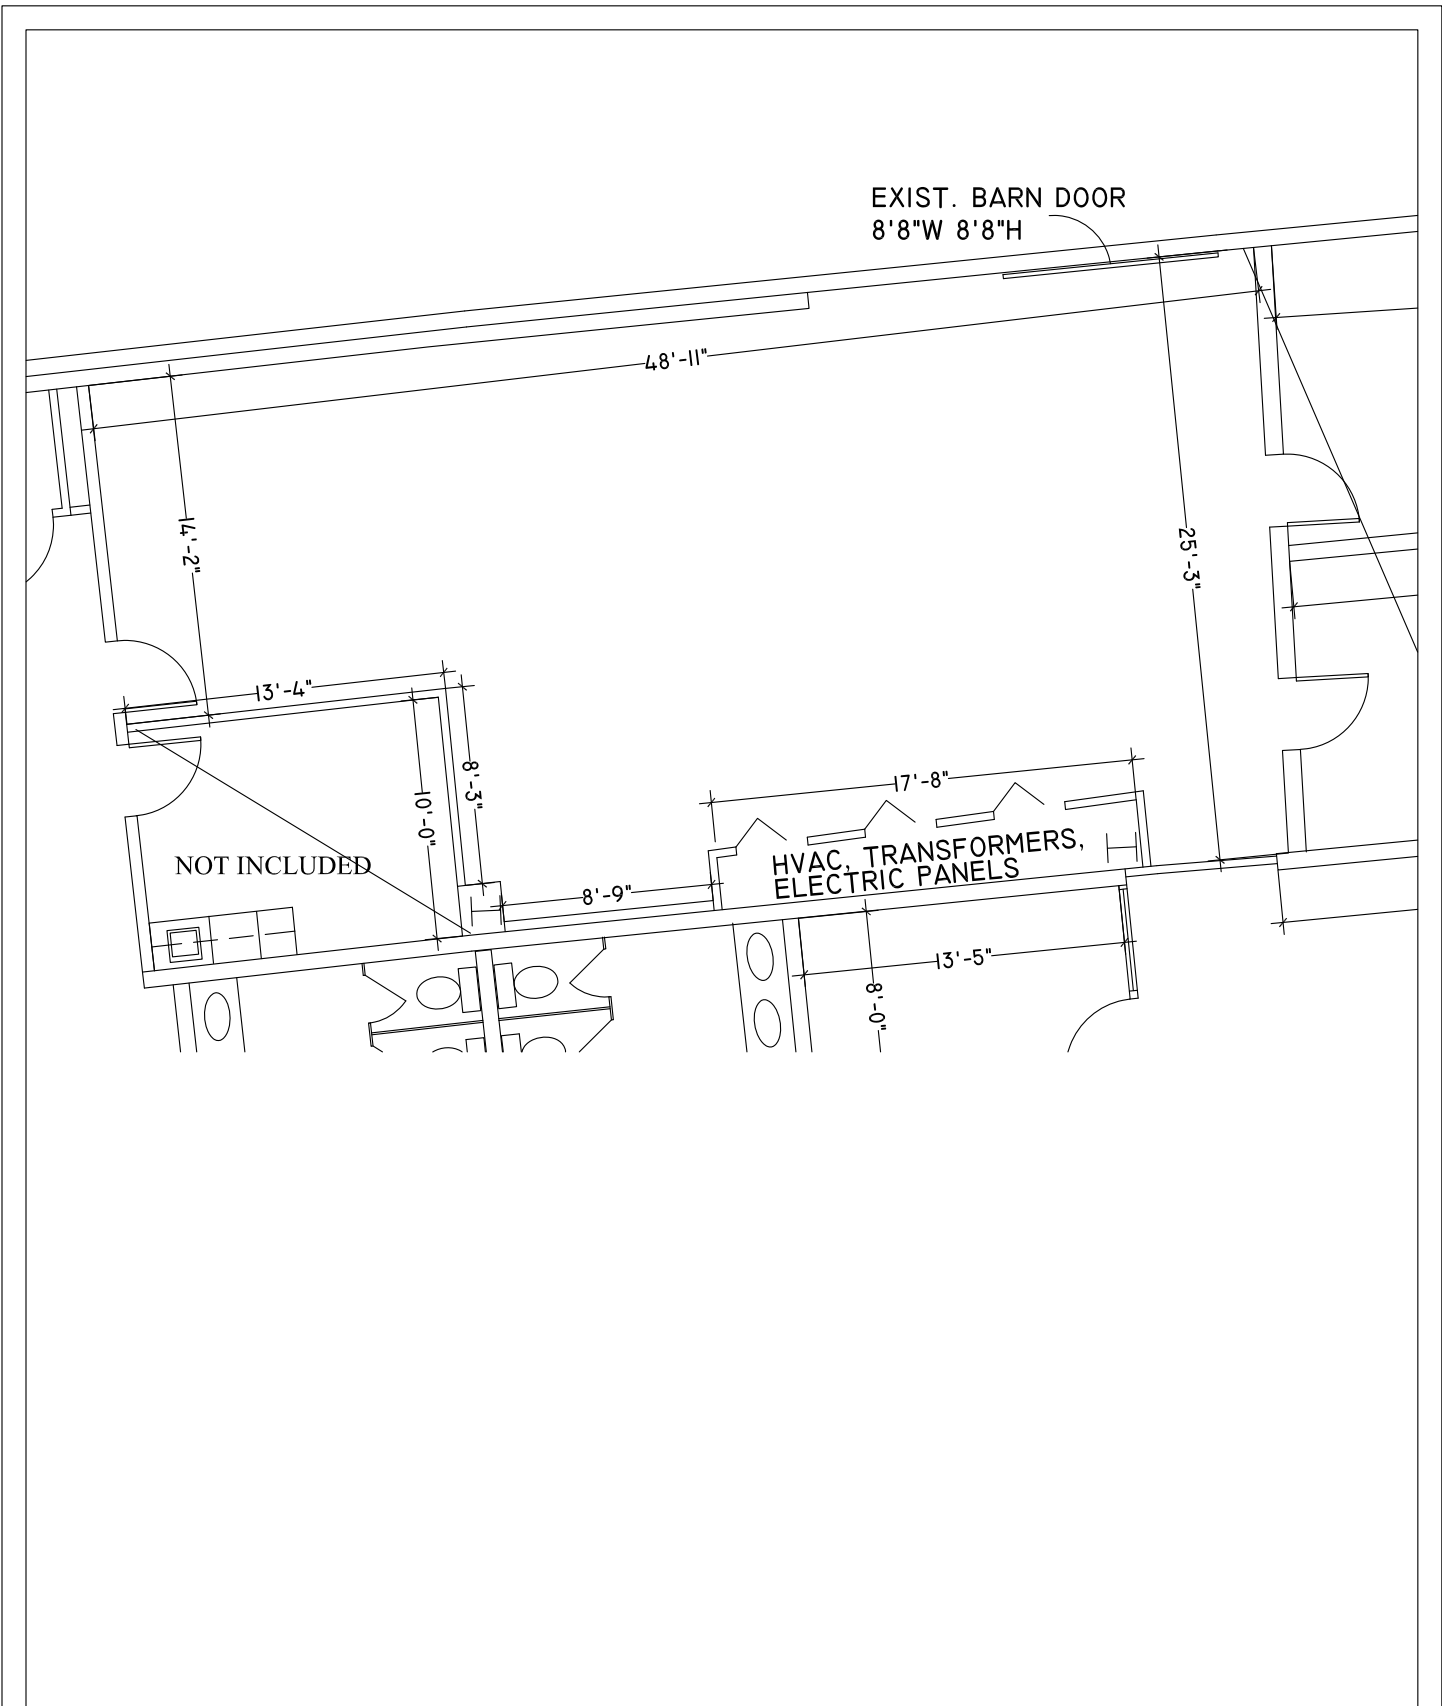 EXIST. BARN DOOR
8'8"W 8'8"H
48'-11"
14'-2"
25'-3"
13'-4"
8'-3"
10'-0"
17'-8"
HVAC, TRANSFORMERS,
ELECTRIC PANELS
NOT INCLUDED
8'-9"
13'-5"
8'-0"